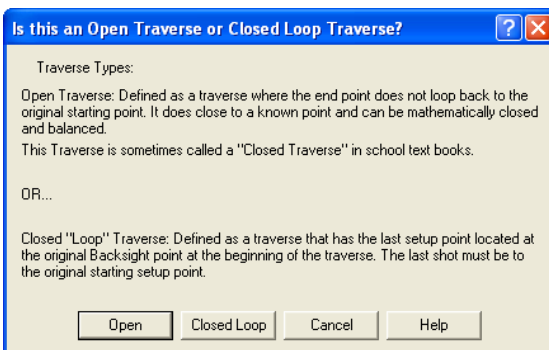 Is this an Open Traverse or Closed Loop Traverse?
Traverse Types:
Open Traverse: Defined as a traverse where the end point does not loop back to the
original starting point. It does close to a known point and can be mathematically closed
and balanced.
This Traverse is sometimes called a "Closed Traverse" in school text books.
OR...
Closed "Loop" Traverse: Defined as a traverse that has the last setup point located at
the original Backsight point at the beginning of the traverse. The last shot must be to
the original starting setup point.
Open Closed Loop Cancel Help